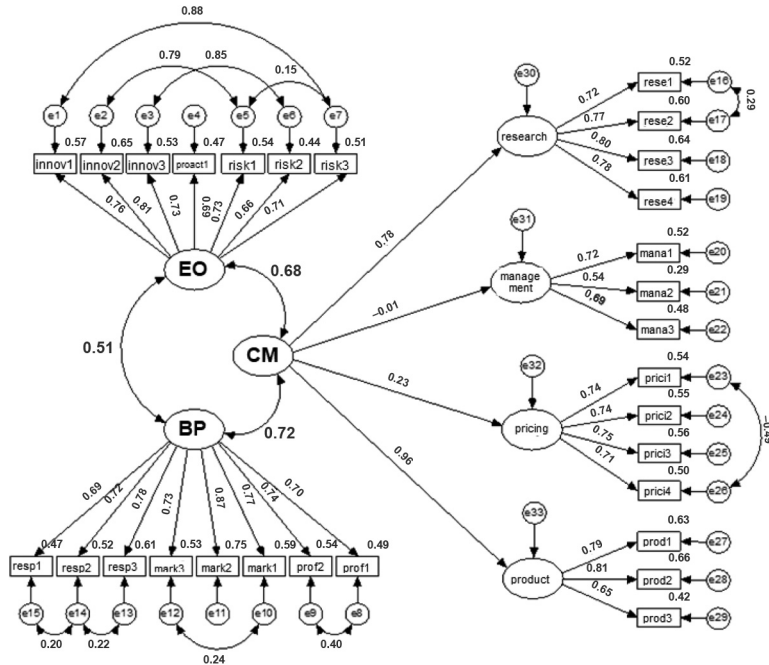 0.88
0.79 0.85
0.15
e1 e2 e3 e4 e5 e6 e7
0.57 0.65 0.53 0.47 0.54 0.44 0.51
innov1 innov2 innov3 proact1 risk1 risk2 risk3
0.76 0.81 0.73 0.69 0.73 0.66 0.71
EO
0.68
0.51
CM
BP
0.72
0.69 0.72 0.78 0.73 0.87 0.77 0.74 0.70
0.47 0.52 0.61 0.53 0.75 0.59 0.54 0.49
resp1 resp2 resp3 mark3 mark2 mark1 prof2 prof1
e15 e14 e13 e12 e11 e10 e9 e8
0.20 0.22 0.24 0.40
0.78
–0.01
0.23
0.96
e30
research
0.72
0.77
0.80
0.78
0.52
rese1 e16
0.60
rese2 e17
0.29
0.64
rese3 e18
0.61
rese4 e19
e31
manage
ment
0.72
0.54
0,69
0.52
mana1 e20
0.29
mana2 e21
0.48
mana3 e22
e32
pricing
0.74
0.74
0.75
0.71
0.54
prici1 e23
0.55
prici2 e24
–0.49
0.56
prici3 e25
0.50
prici4 e26
e33
product
0.79
0.81
0.65
0.63
prod1 e27
0.66
prod2 e28
0.42
prod3 e29